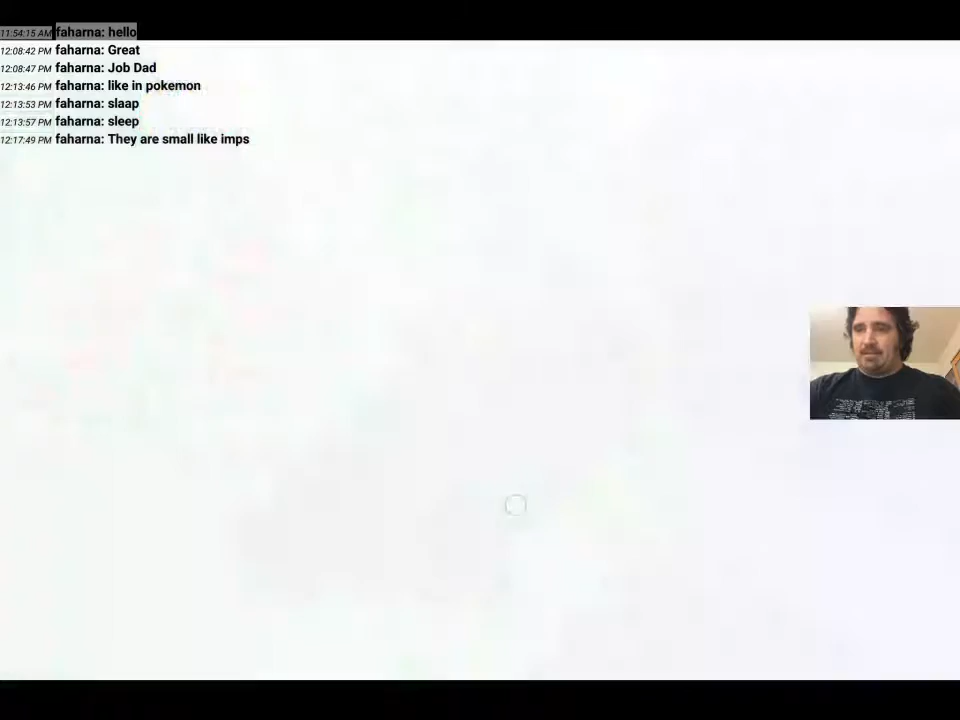 11:54:15 AM faharna: hello
12:08:42 PM faharna: Great
12:08:47 PM faharna: Job Dad
12:13:46 PM faharna: like in pokemon
12:13:53 PM faharna: slaap
12:13:57 PM faharna: sleep
12:17:49 PM faharna: They are small like imps